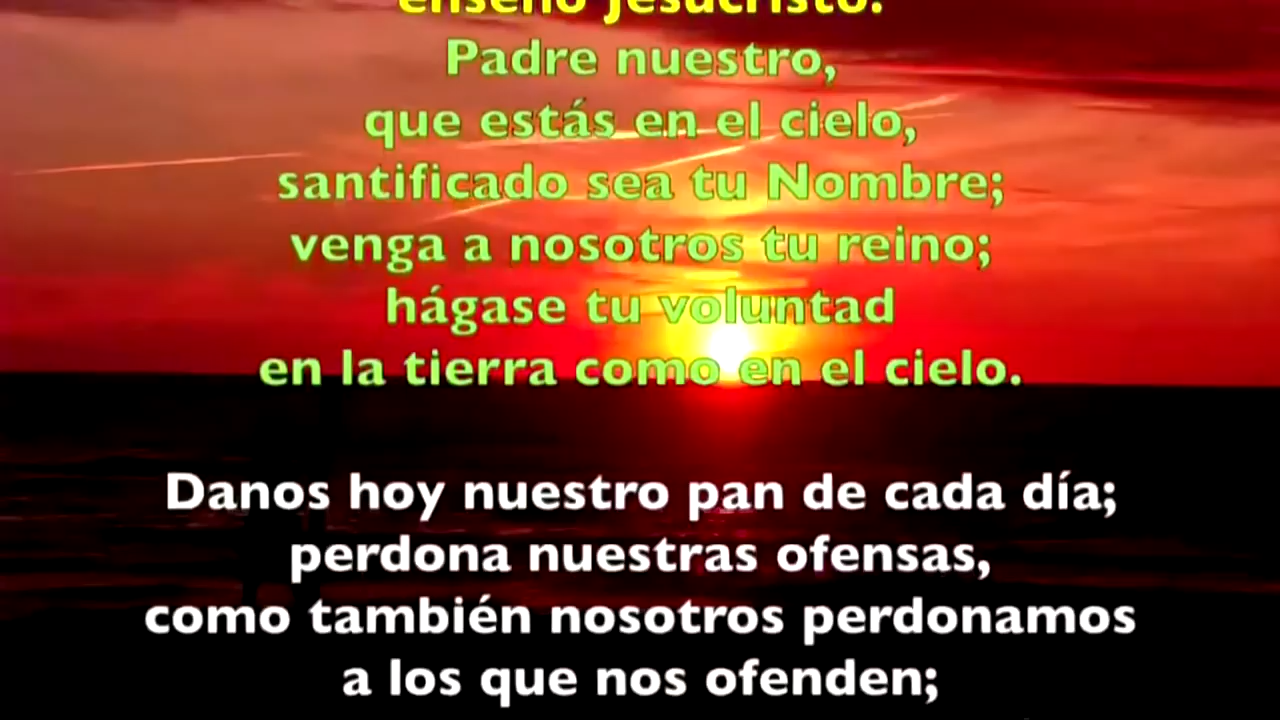 enseñó Jesucristo.
Padre nuestro,
que estás en el cielo,
santificado sea tu Nombre;
venga a nosotros tu reino;
hágase tu voluntad
en la tierra como en el cielo.
Danos hoy nuestro pan de cada día;
perdona nuestras ofensas,
como también nosotros perdonamos
a los que nos ofenden;